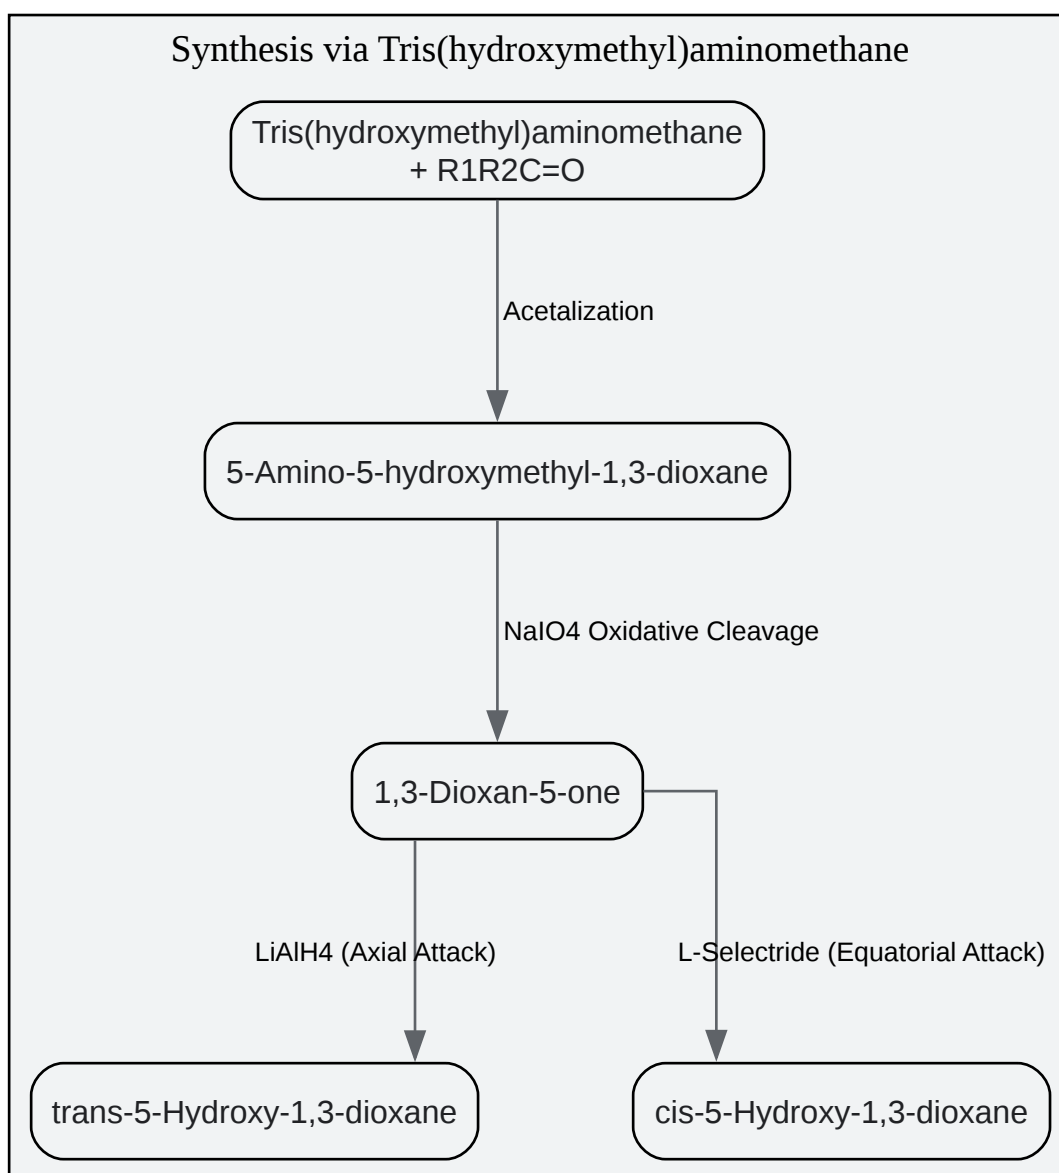 Synthesis via Tris(hydroxymethyl)aminomethane
Tris(hydroxymethyl)aminomethane
+ R1R2C=O
Acetalization
5-Amino-5-hydroxymethyl-1,3-dioxane
NaIO4 Oxidative Cleavage
1,3-Dioxan-5-one
LiAlH4 (Axial Attack)
L-Selectride (Equatorial Attack)
trans-5-Hydroxy-1,3-dioxane
cis-5-Hydroxy-1,3-dioxane